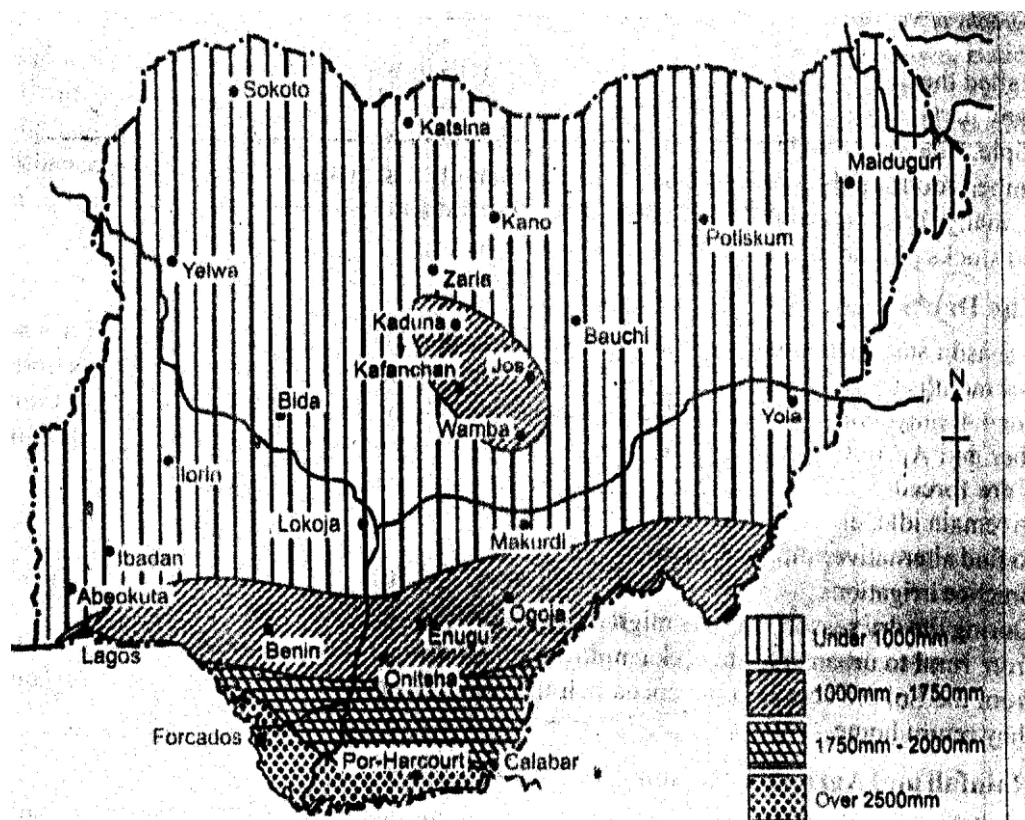 Sokoto
Katsina
Maiduguri
Kano
Potiskum
Yelwa
Zaria
Kaduna
Bauchi
Kafanchan
Jos
N
Bida
Yola
Wamba
Ilorin
Lokoja
Makurdi
Ibadan
Abeokuta
Ogoja
Enugu
Benin
Lagos
Onitsha
Forcados
Por-Harcourt
Calabar
Under 1000mm
1000mm - 1750mm
1750mm - 2000mm
Over 2500mm